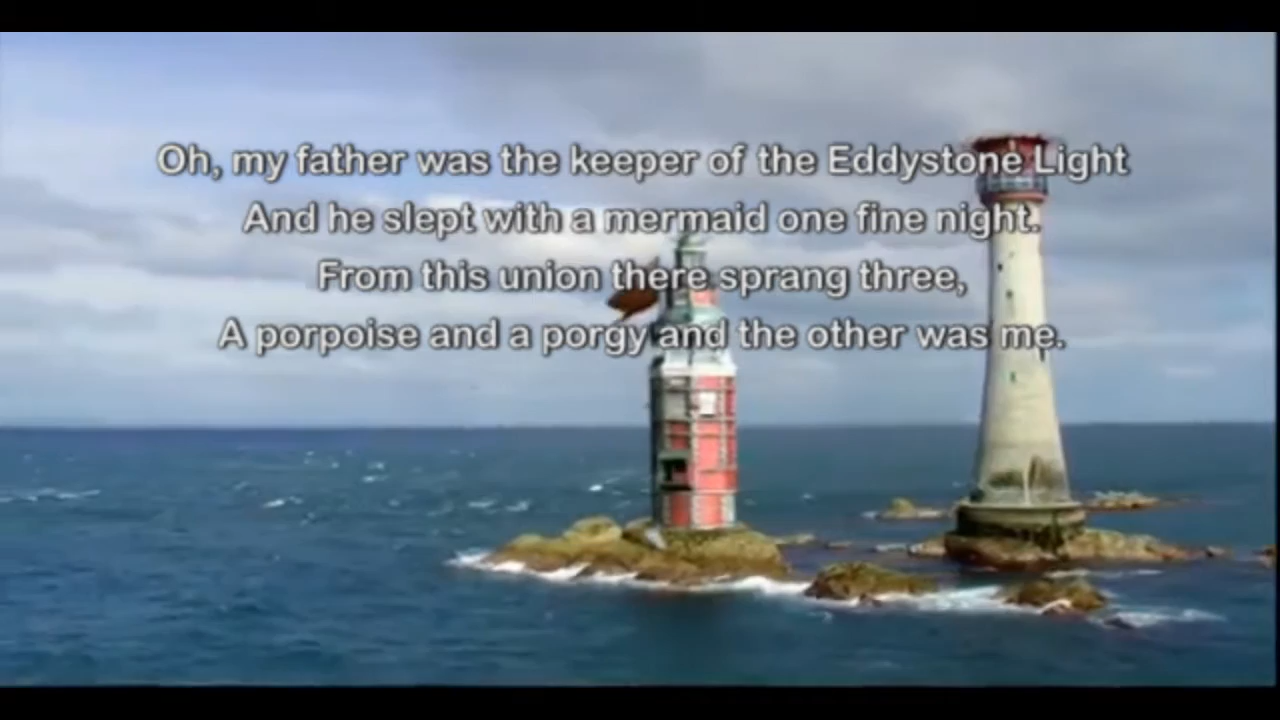 Oh, my father was the keeper of the Eddystone Light
And he slept with a mermaid one fine night.
From this union there sprang three,
A porpoise and a porgy and the other was me.